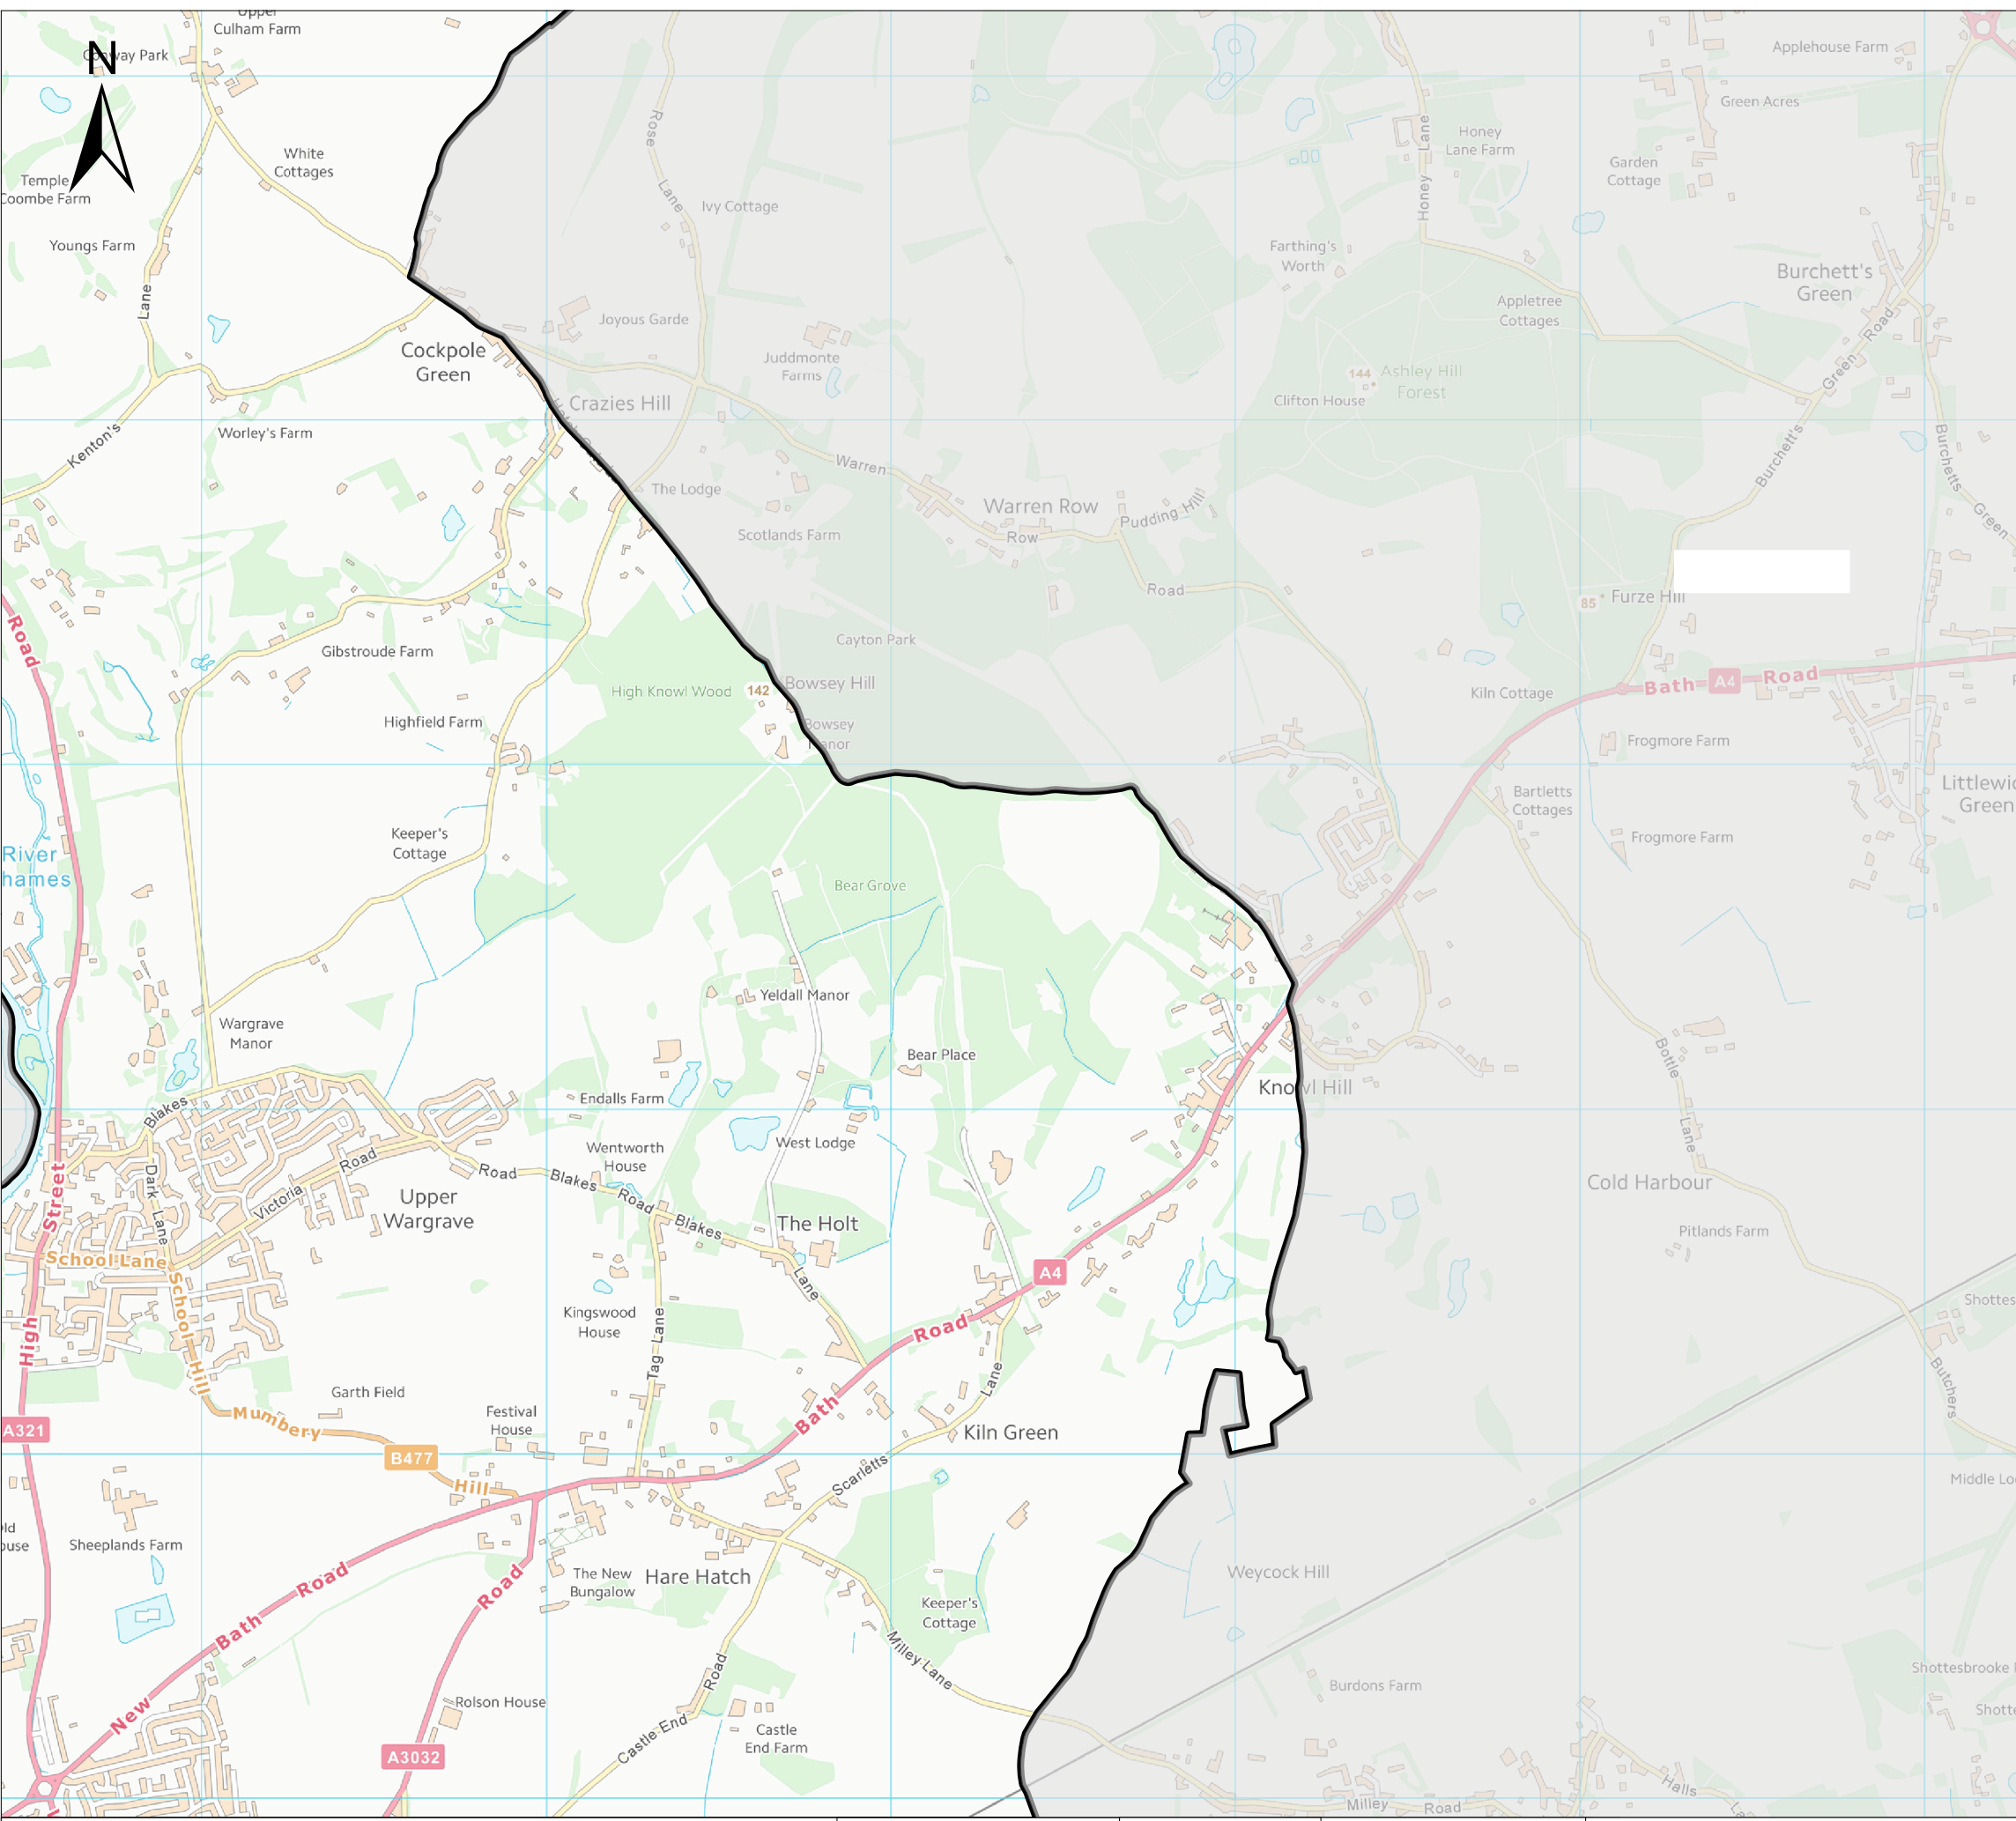 Upper
Culham Farm
Conway Park
N
Applehouse Farm
Green Acres
Rose
Lane
Honey
Lane
Honey
Lane Farm
Garden
Cottage
White
Cottages
Temple
Coombe Farm
Ivy Cottage
Youngs Farm
Farthing's
Worth
Burchett's
Green
Lane
Joyous Garde
Appletree
Cottages
Green
Road
Cockpole
Green
Juddmonte
Farms
144
Ashley Hill
Forest
Clifton House
Crazies Hill
Kenton's
Worley's Farm
Warren
Burchett's
Burchetts
Green
The Lodge
Warren Row
Pudding Hill
Scotlands Farm
Row
Road
85
Furze Hill
Road
Gibstroude Farm
Cayton Park
High Knowl Wood
142
Bowsey Hill
Kiln Cottage
Bath
A4
Road
Highfield Farm
Bowsey
Manor
Frogmore Farm
Bartletts
Cottages
Littlewic
Green
Keeper's
Cottage
Frogmore Farm
River
hames
Bear Grove
Yeldall Manor
Wargrave
Manor
Bear Place
Bottle
Lane
Knowl Hill
Endalls Farm
Blakes
West Lodge
Wentworth
House
Dark
Lane
Victoria
Road
Road
Blakes
Road
Cold Harbour
Upper
Wargrave
Blakes
The Holt
Pitlands Farm
High
Street
School Lane
Lane
A4
School
Hill
Kingswood
House
Tag Lane
Road
Shottes
Garth Field
Lane
Butchers
Mumbery
Festival
House
Bath
A321
Kiln Green
B477
Hill
Scarletts
Middle Lo
ld
ouse
Sheeplands Farm
Road
The New
Bungalow
Hare Hatch
Weycock Hill
Road
Keeper's
Cottage
Bath
Milley Lane
Road
Shottesbrooke
New
Rolson House
Burdons Farm
Shotte
Castle End
Castle
End Farm
A3032
Halls
Milley
Road
La